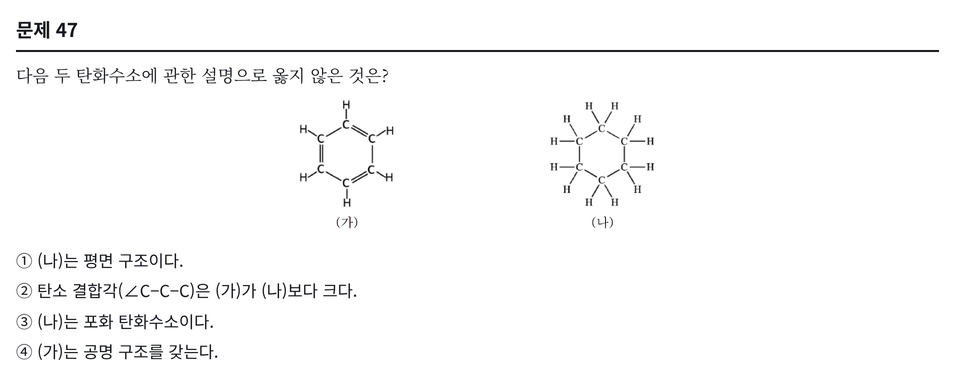 문제 47
다음 두 탄화수소에 관한 설명으로 옳지 않은 것은?
H
H C C H
H C C H
C C
H
(가)
H H
H C H
H C C H
H C C H
H C H
H H
(나)
① (나)는 평면 구조이다.
② 탄소 결합각(∠C−C−C)은 (가)가 (나)보다 크다.
③ (나)는 포화 탄화수소이다.
④ (가)는 공명 구조를 갖는다.